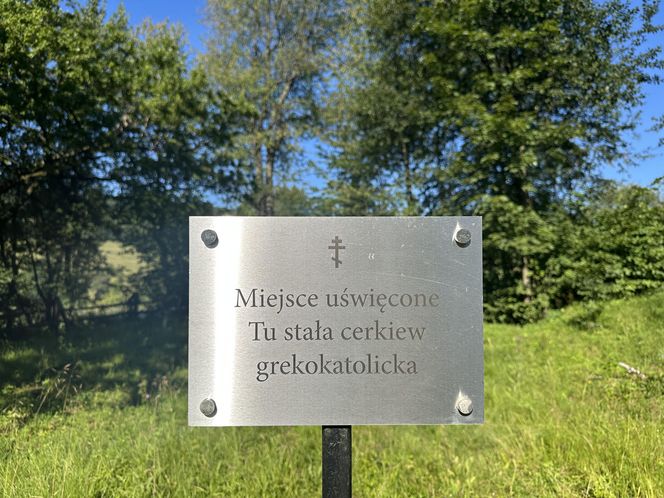 Miejsce uświęcone
Tu stała cerkiew
grekokatolicka